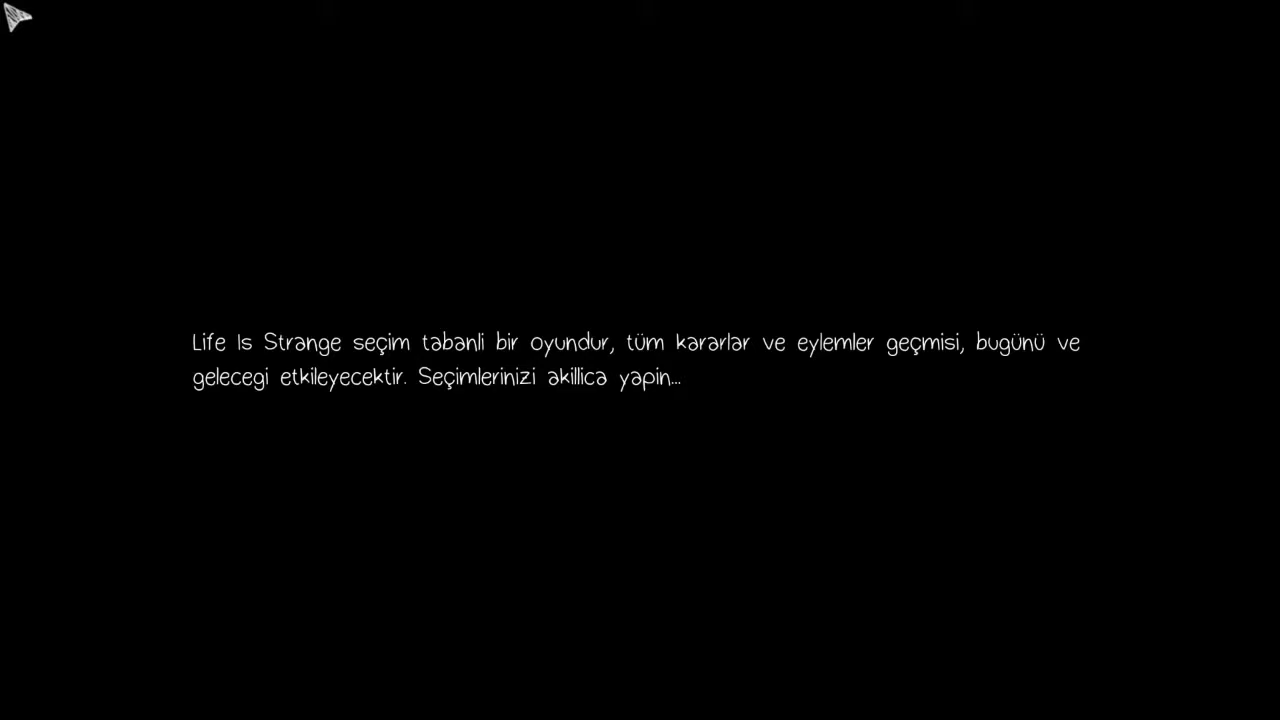 Life Is Strange seçim tabanli bir oyundur, tüm kararlar ve eylemler geçmisi, bugünü ve
gelecegi etkileyecektir. Seçimlerinizi akillica yapin...